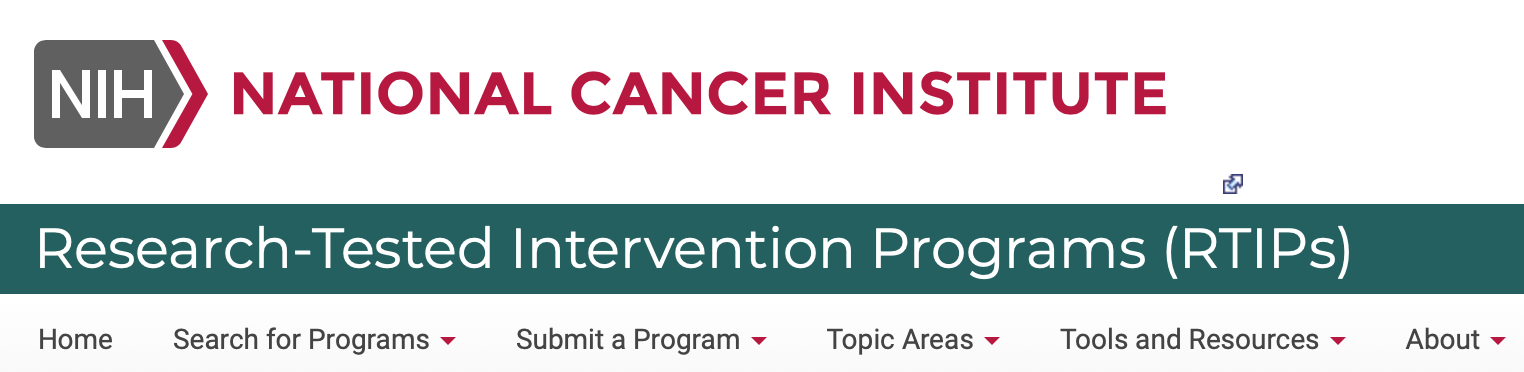 NIH NATIONAL CANCER INSTITUTE
Research-Tested Intervention Programs (RTIPs)
Home Search for Programs Submit a Program Topic Areas Tools and Resources About